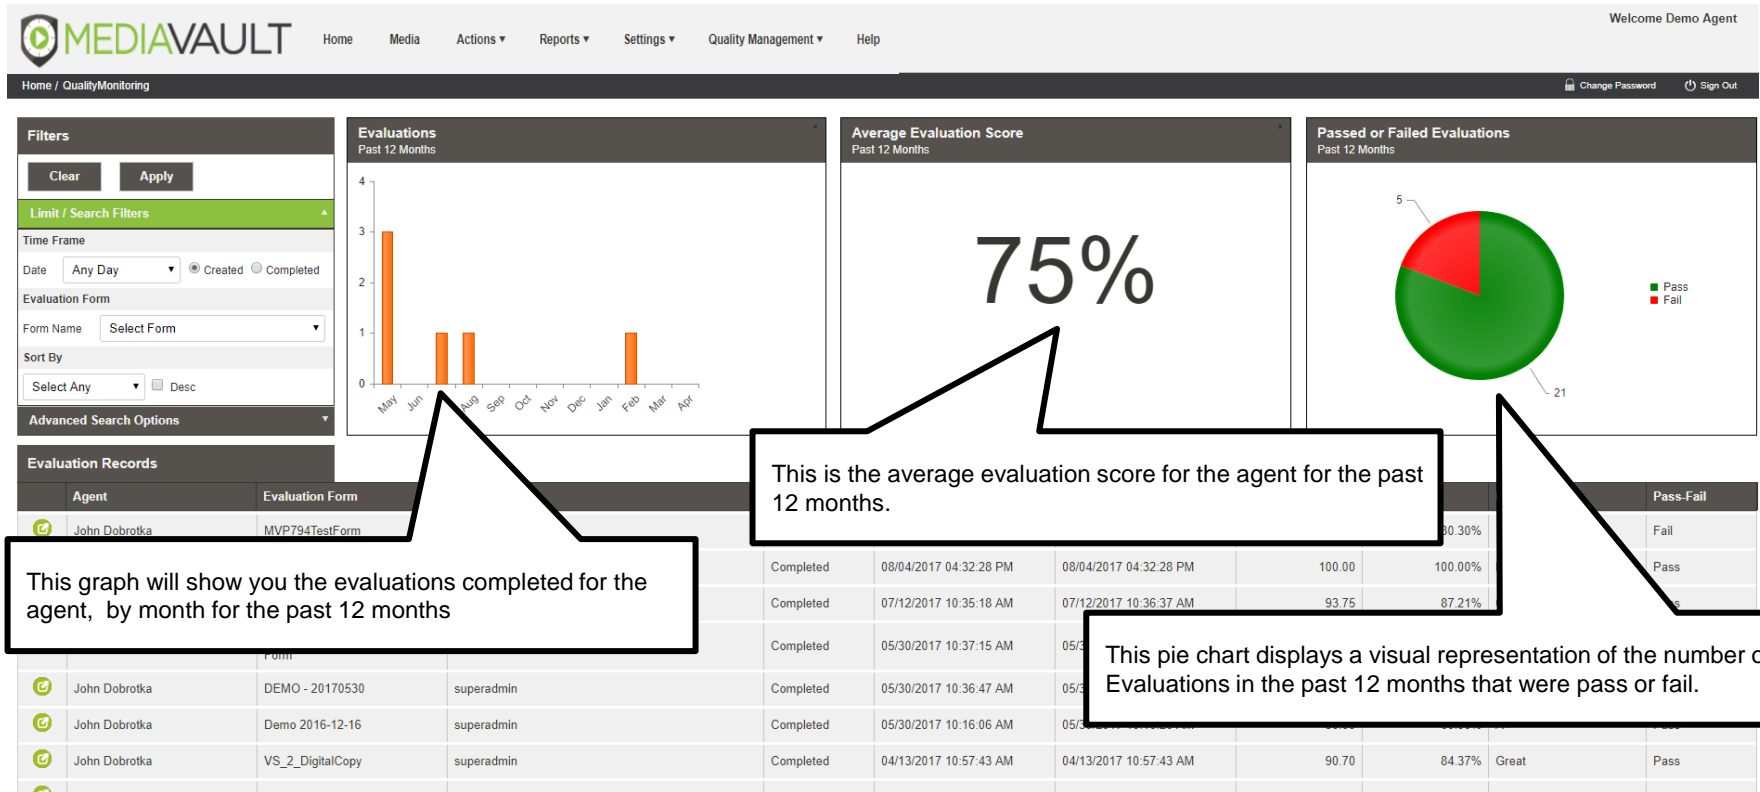 Welcome Demo Agent
MEDIAVAULT
Home Media Actions ▾ Reports ▾ Settings ▾ Quality Management ▾ Help
Home / QualityMonitoring
Change Password Sign Out
Filters
Clear Apply
Limit / Search Filters
Time Frame
Date Any Day Created Completed
Evaluation Form
Form Name Select Form
Sort By
Select Any Desc
Advanced Search Options
Evaluations
Past 12 Months
4
3
2
1
0
May Jun Aug Sep Oct Nov Dec Jan Feb Mar Apr
Average Evaluation Score
Past 12 Months
75%
Passed or Failed Evaluations
Past 12 Months
5
21
Pass
Fail
This is the average evaluation score for the agent for the past
12 months.
Evaluation Records
Agent Evaluation Form Pass-Fail
John Dobrotka MVP794TestForm 30.30% Fail
This graph will show you the evaluations completed for the
agent, by month for the past 12 months
Completed 08/04/2017 04:32:28 PM 08/04/2017 04:32:28 PM 100.00 100.00% Pass
Completed 07/12/2017 10:35:18 AM 07/12/2017 10:36:37 AM 93.75 87.21%
Form Completed 05/30/2017 10:37:15 AM
This pie chart displays a visual representation of the number
Evaluations in the past 12 months that were pass or fail.
John Dobrotka DEMO - 20170530 superadmin Completed 05/30/2017 10:36:47 AM
John Dobrotka Demo 2016-12-16 superadmin Completed 05/30/2017 10:16:06 AM
John Dobrotka VS_2_DigitalCopy superadmin Completed 04/13/2017 10:57:43 AM 04/13/2017 10:57:43 AM 90.70 84.37% Great Pass